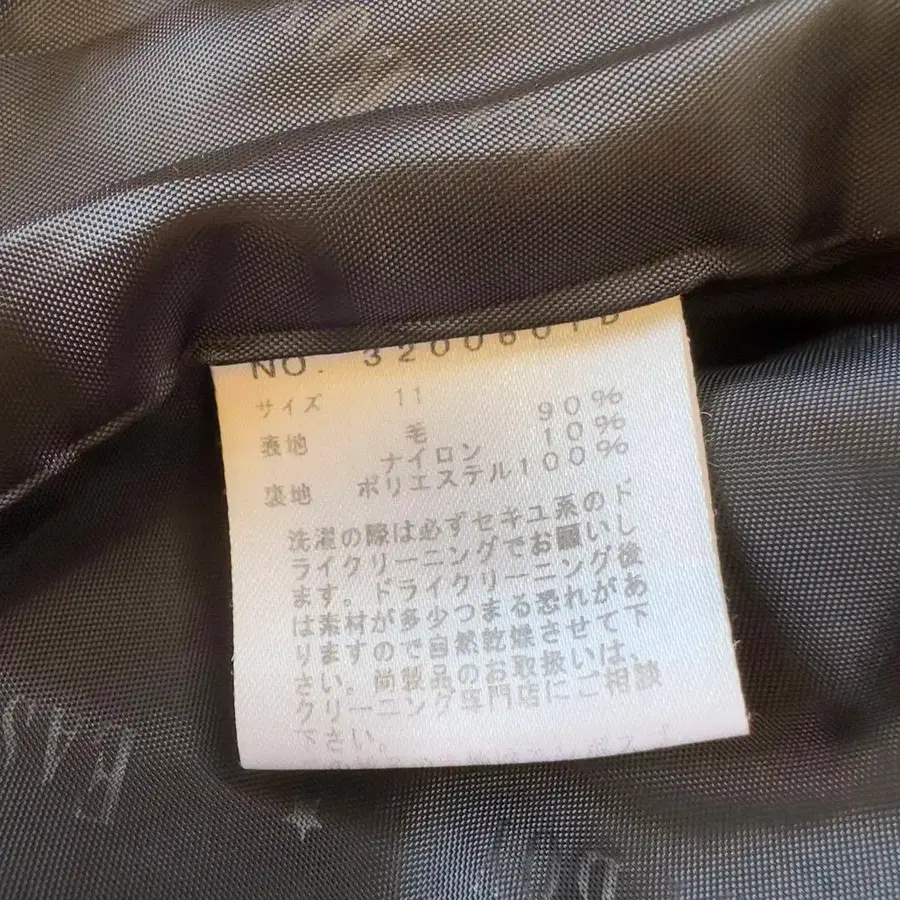 NO. 3200601B
サイズ 11
表地 毛 90%
ナイロン 10%
裏地 ポリエステル100%
洗濯の際は必ずセキユ系のド
ライクリーニングでお願いし
ます。ドライクリーニング後
は素材が多少つまる恐れがあ
りますので自然乾燥させて下
さい。尚製品のお取扱いは、
クリーニング専門店にご相談
下さい。